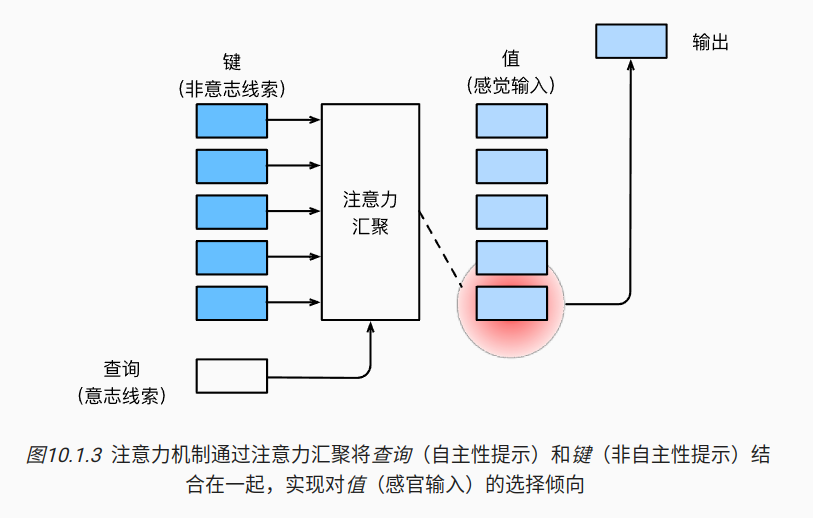 输出
键
(非意志线索)
值
(感觉输入)
注意力
汇聚
查询
(意志线索)
图10.1.3 注意力机制通过注意力汇聚将查询（自主性提示）和键（非自主性提示）结
合在一起，实现对值（感官输入）的选择倾向